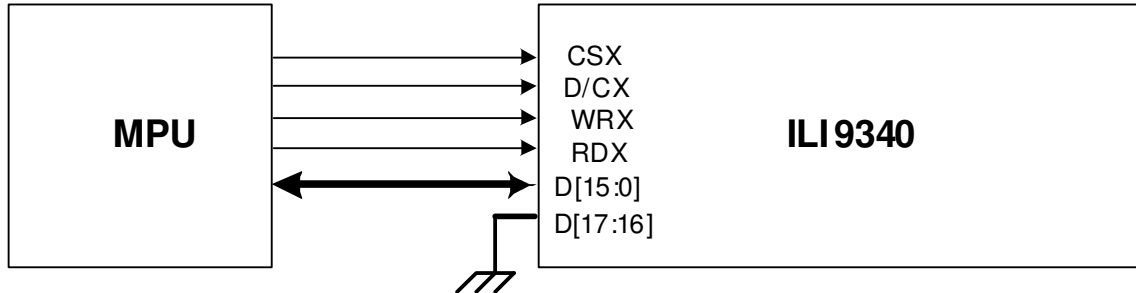 CSX
D/CX
WRX
RDX
D[15:0]
D[17:16]
MPU
ILI9340